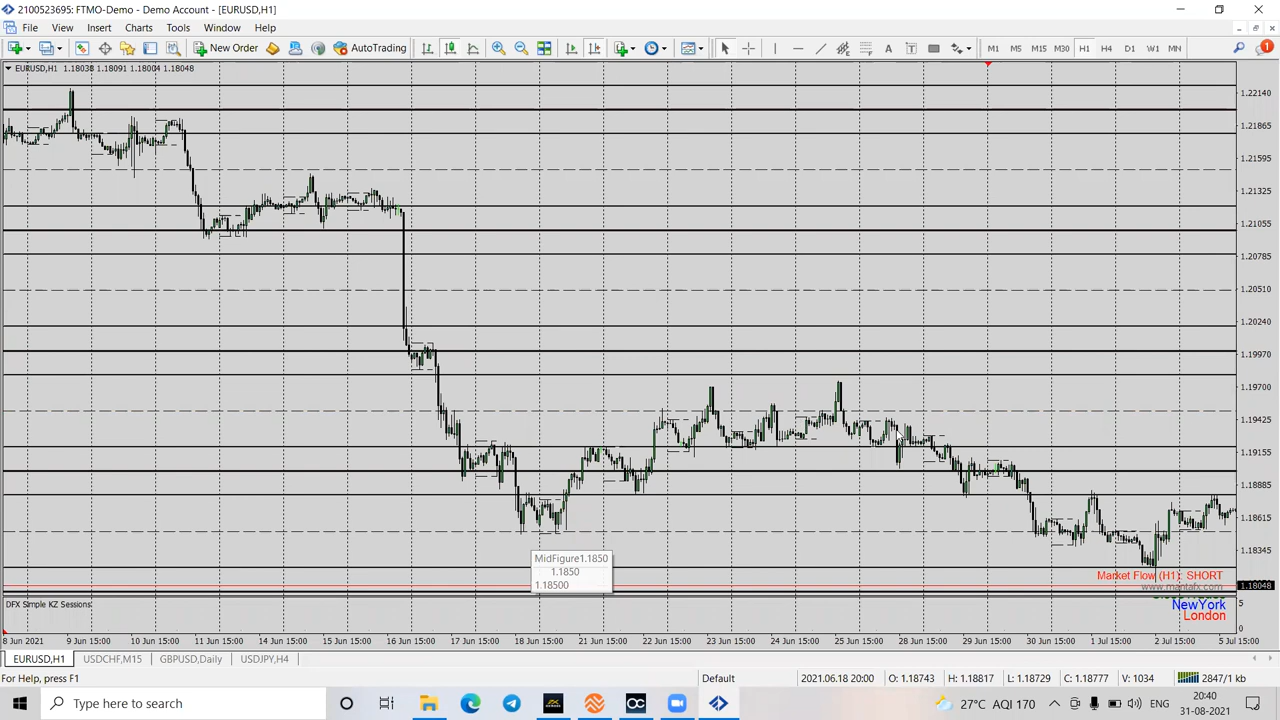 2100523695: FTMO-Demo - Demo Account - [EURUSD,H1]
File View Insert Charts Tools Window Help
New Order AutoTrading M1 M5 M15 M30 H1 H4 D1 W1 MN 1
EURUSD,H1 1.18038 1.18091 1.18004 1.18048
1.22140
1.21865
1.21595
1.21325
1.21055
1.20785
1.20510
1.20240
1.19970
1.19700
1.19425
1.19155
1.18885
1.18615
1.18345
MidFigure1.1850
1.1850
1.18500
Market Flow (H1): SHORT
1.18048
www.mantafx.com
DFX Simple KZ Sessions
5
NewYork
London
0
8 Jun 2021 9 Jun 15:00 10 Jun 15:00 11 Jun 15:00 14 Jun 15:00 15 Jun 15:00 16 Jun 15:00 17 Jun 15:00 18 Jun 15:00 21 Jun 15:00 22 Jun 15:00 23 Jun 15:00 24 Jun 15:00 25 Jun 15:00 28 Jun 15:00 29 Jun 15:00 30 Jun 15:00 1 Jul 15:00 2 Jul 15:00 5 Jul 15:00
EURUSD,H1 USDCHF,M15 GBPUSD,Daily USDJPY,H4
For Help, press F1 Default 2021.06.18 20:00 O: 1.18743 H: 1.18817 L: 1.18729 C: 1.18777 V: 1034 2847/1 kb
Type here to search 27°C AQI 170 ENG
20:40
31-08-2021